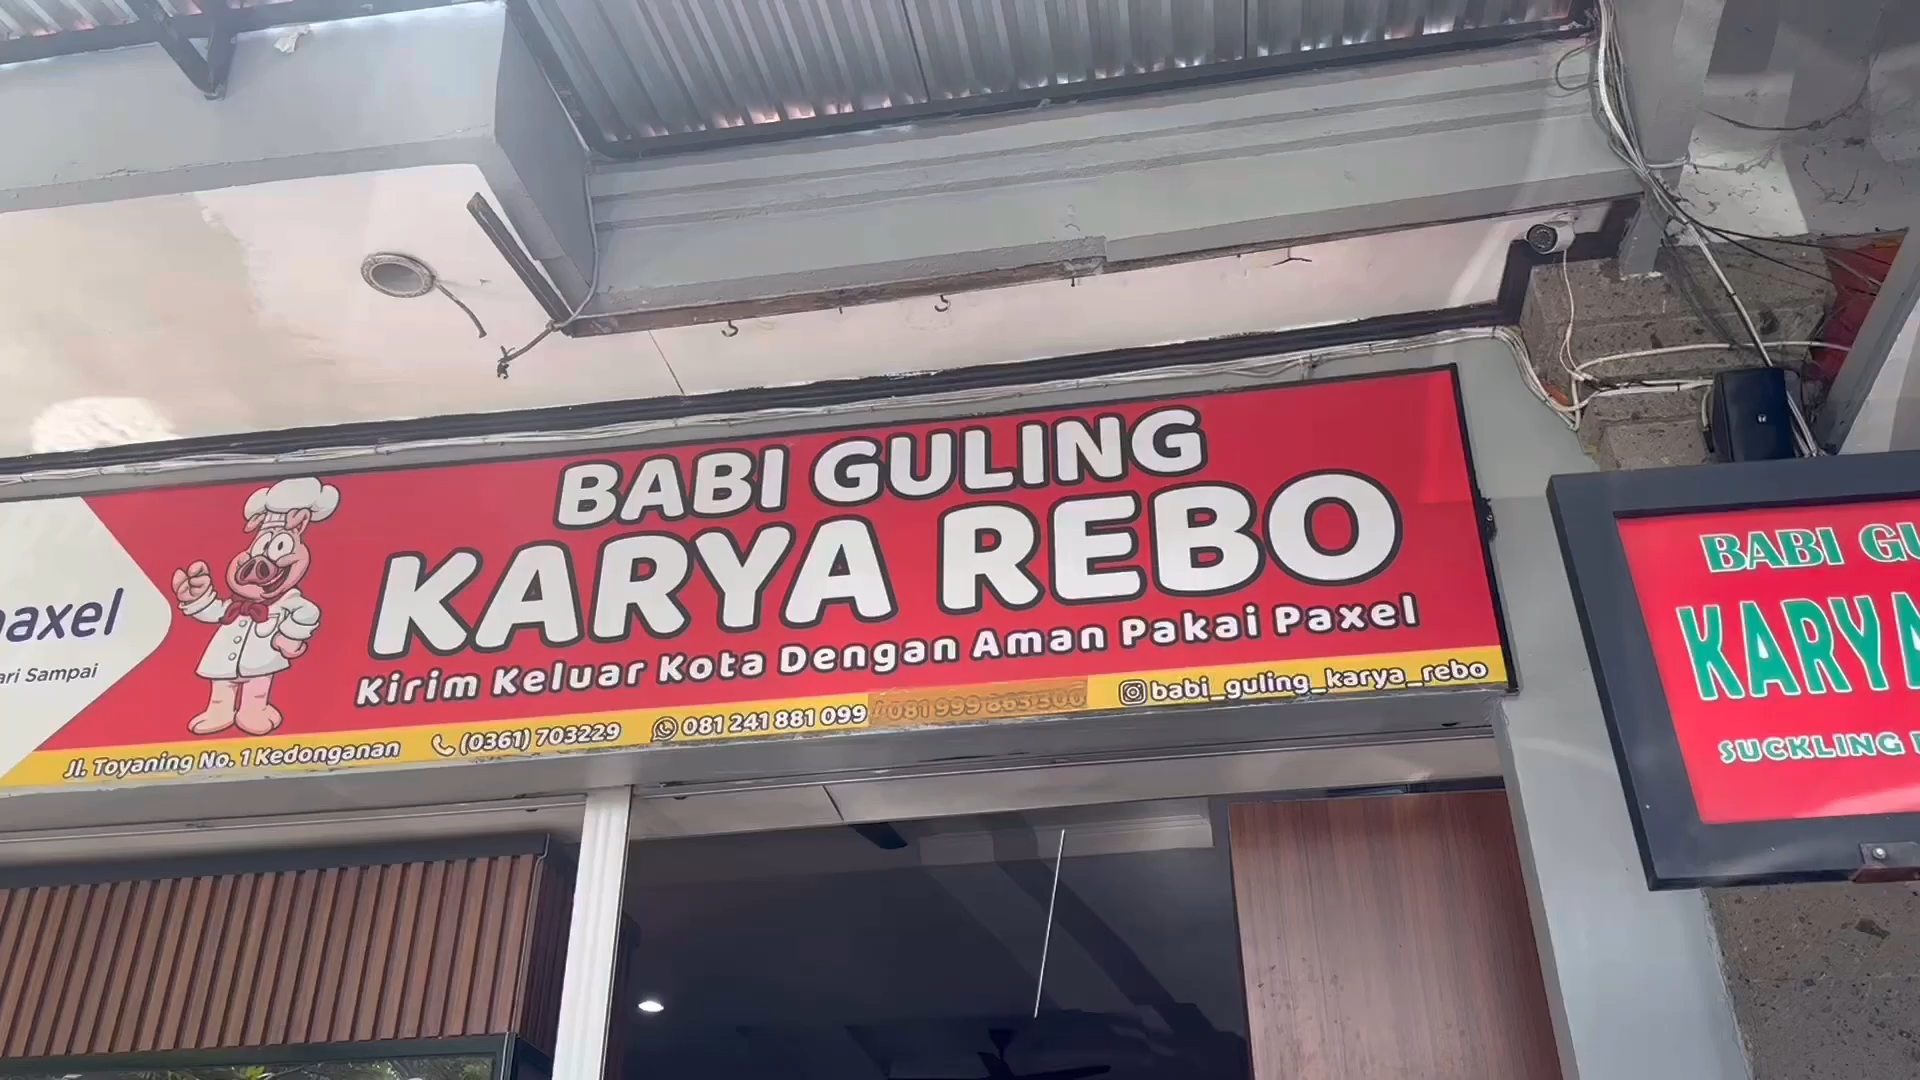 BABI GULING
KARYA REBO
Kirim Keluar Kota Dengan Aman Pakai Paxel
paxel
ari Sampai
Jl. Toyaning No. 1 Kedonganan (0361) 703229 081 241 881 099 babi_guling_karya_rebo
BABI GU
KARYA
SUCKLING